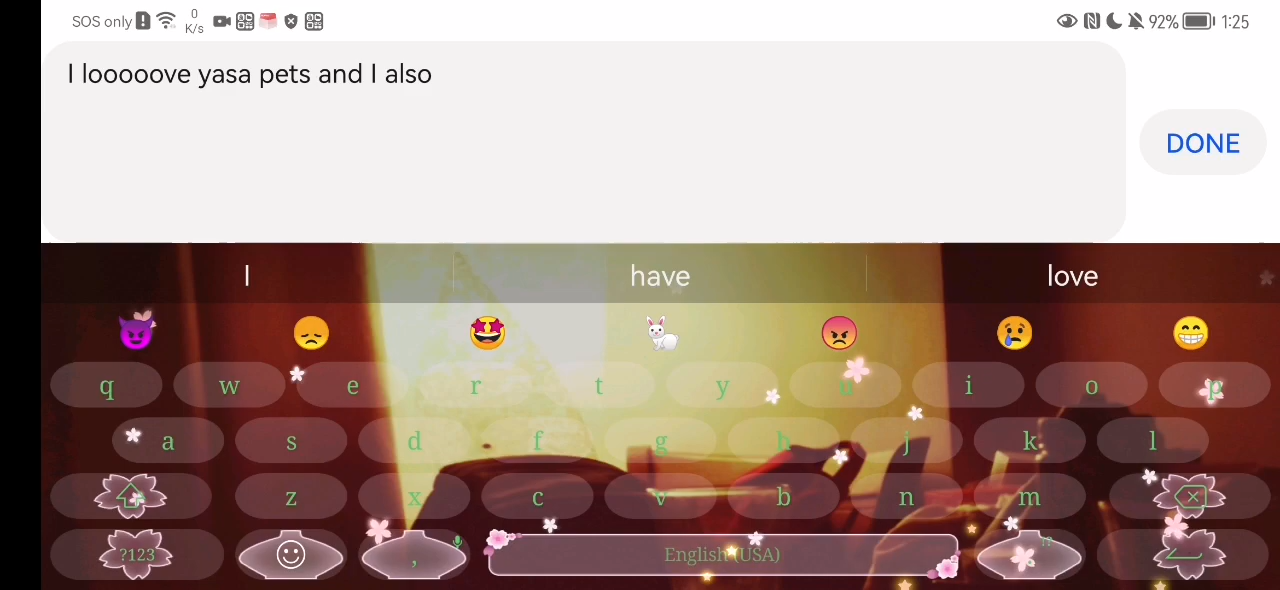 SOS only 0 K/s 92% 1:25
I looooove yasa pets and I also
DONE
I have love
q w e r t y u i o p
a s d f g h j k l
z x c v b n m
?123 , English (USA) !?